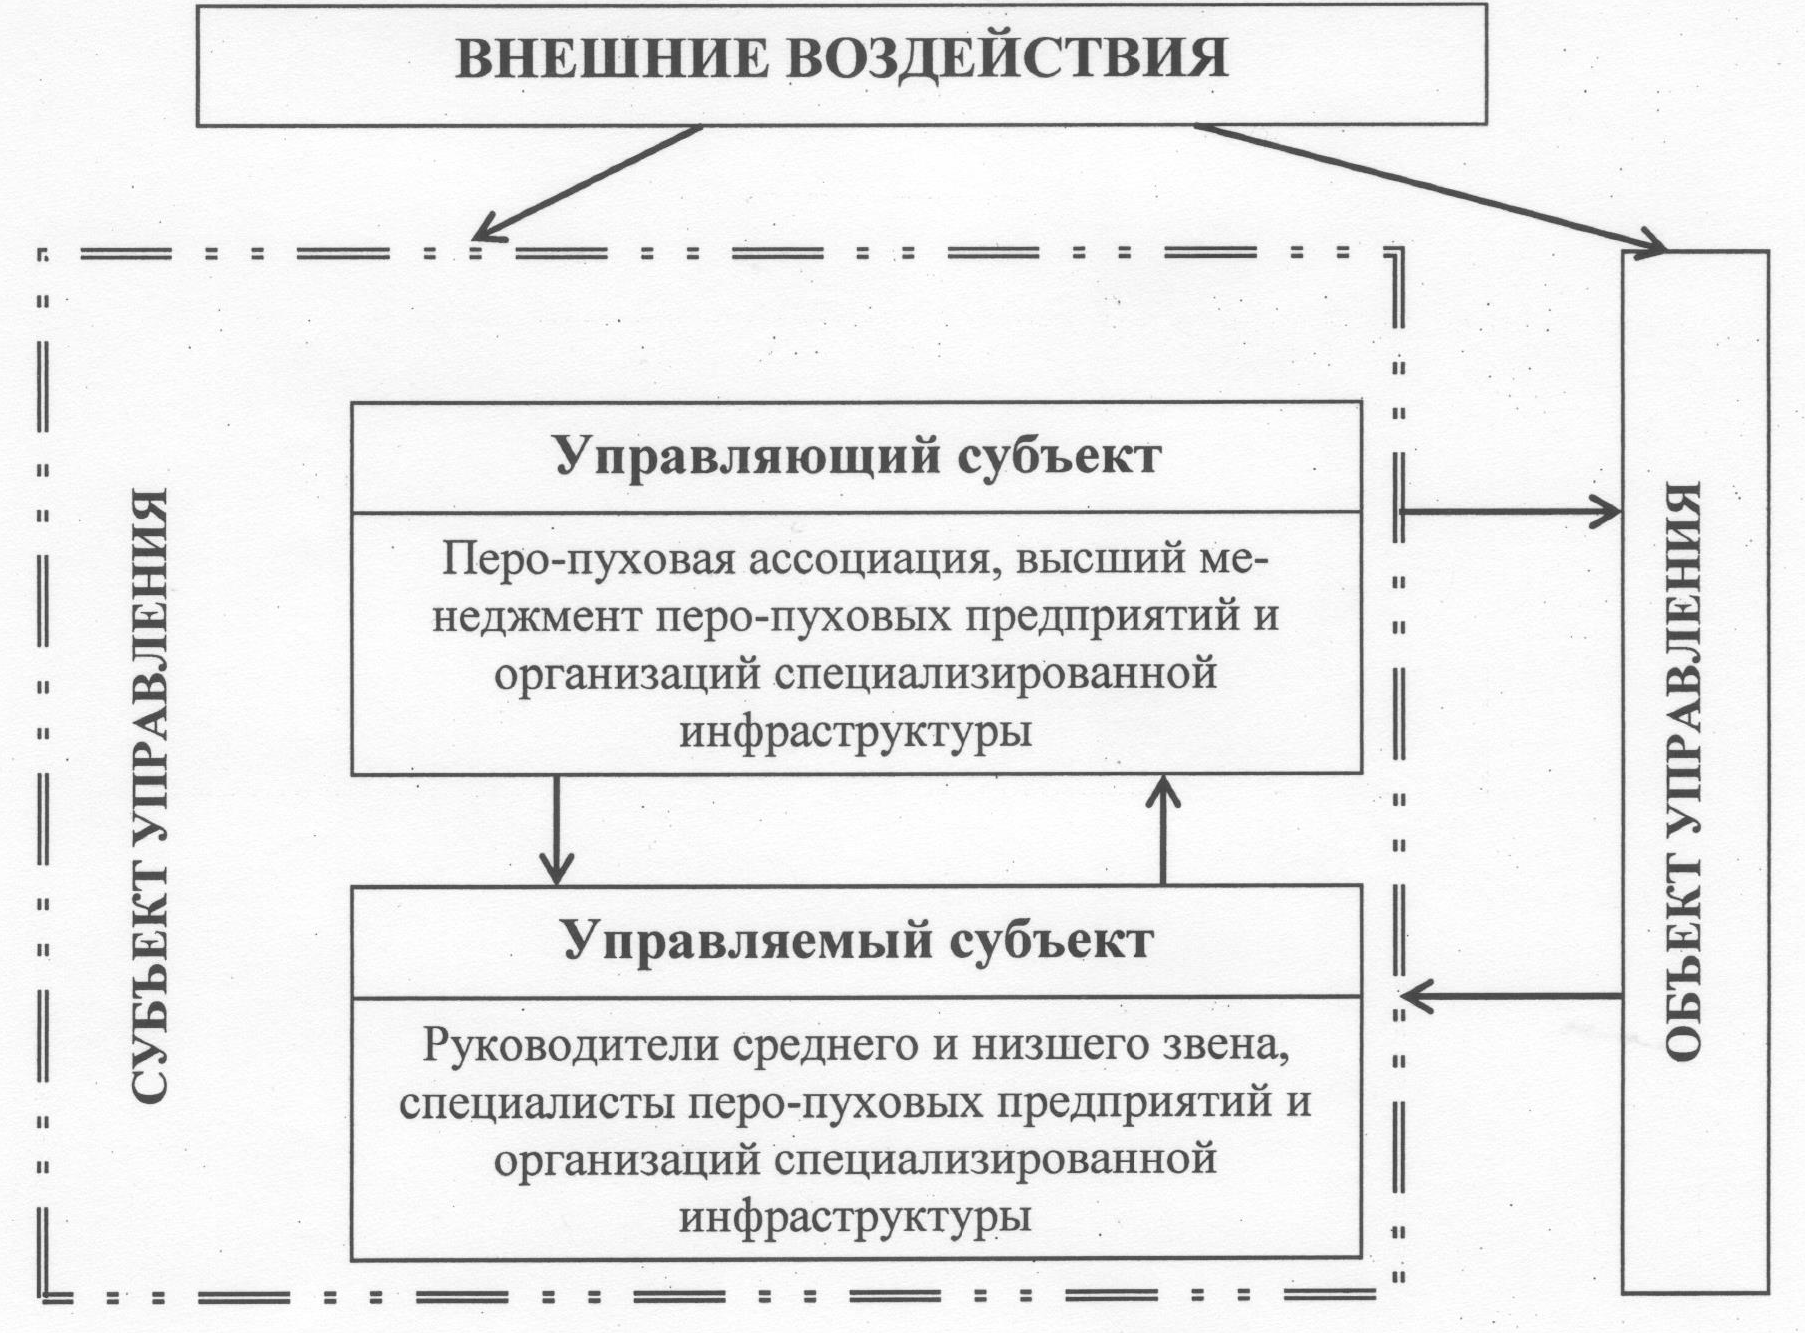 ВНЕШНИЕ ВОЗДЕЙСТВИЯ
СУБЪЕКТ УПРАВЛЕНИЯ
Управляющий субъект
Перо-пуховая ассоциация, высший ме-
неджмент перо-пуховых предприятий и
организаций специализированной
инфраструктуры
Управляемый субъект
Руководители среднего и низшего звена,
специалисты перо-пуховых предприятий и
организаций специализированной
инфраструктуры
ОБЪЕКТ УПРАВЛЕНИЯ